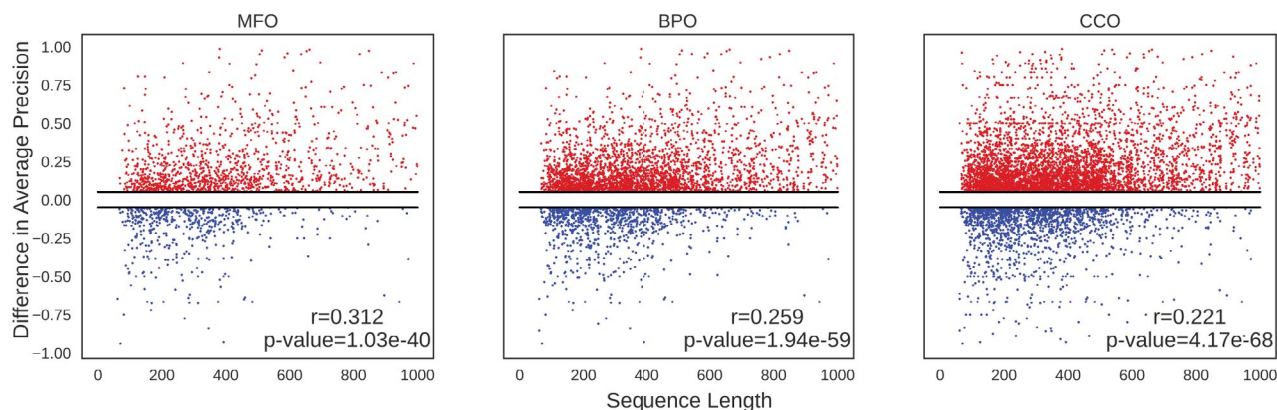 MFO BPO CCO
Difference in Average Precision
1.00
0.75
0.50
0.25
0.00
−0.25
−0.50
−0.75
−1.00
r=0.312
p-value=1.03e-40
r=0.259
p-value=1.94e-59
r=0.221
p-value=4.17e-68
0 200 400 600 800 1000
0 200 400 600 800 1000
0 200 400 600 800 1000
Sequence Length